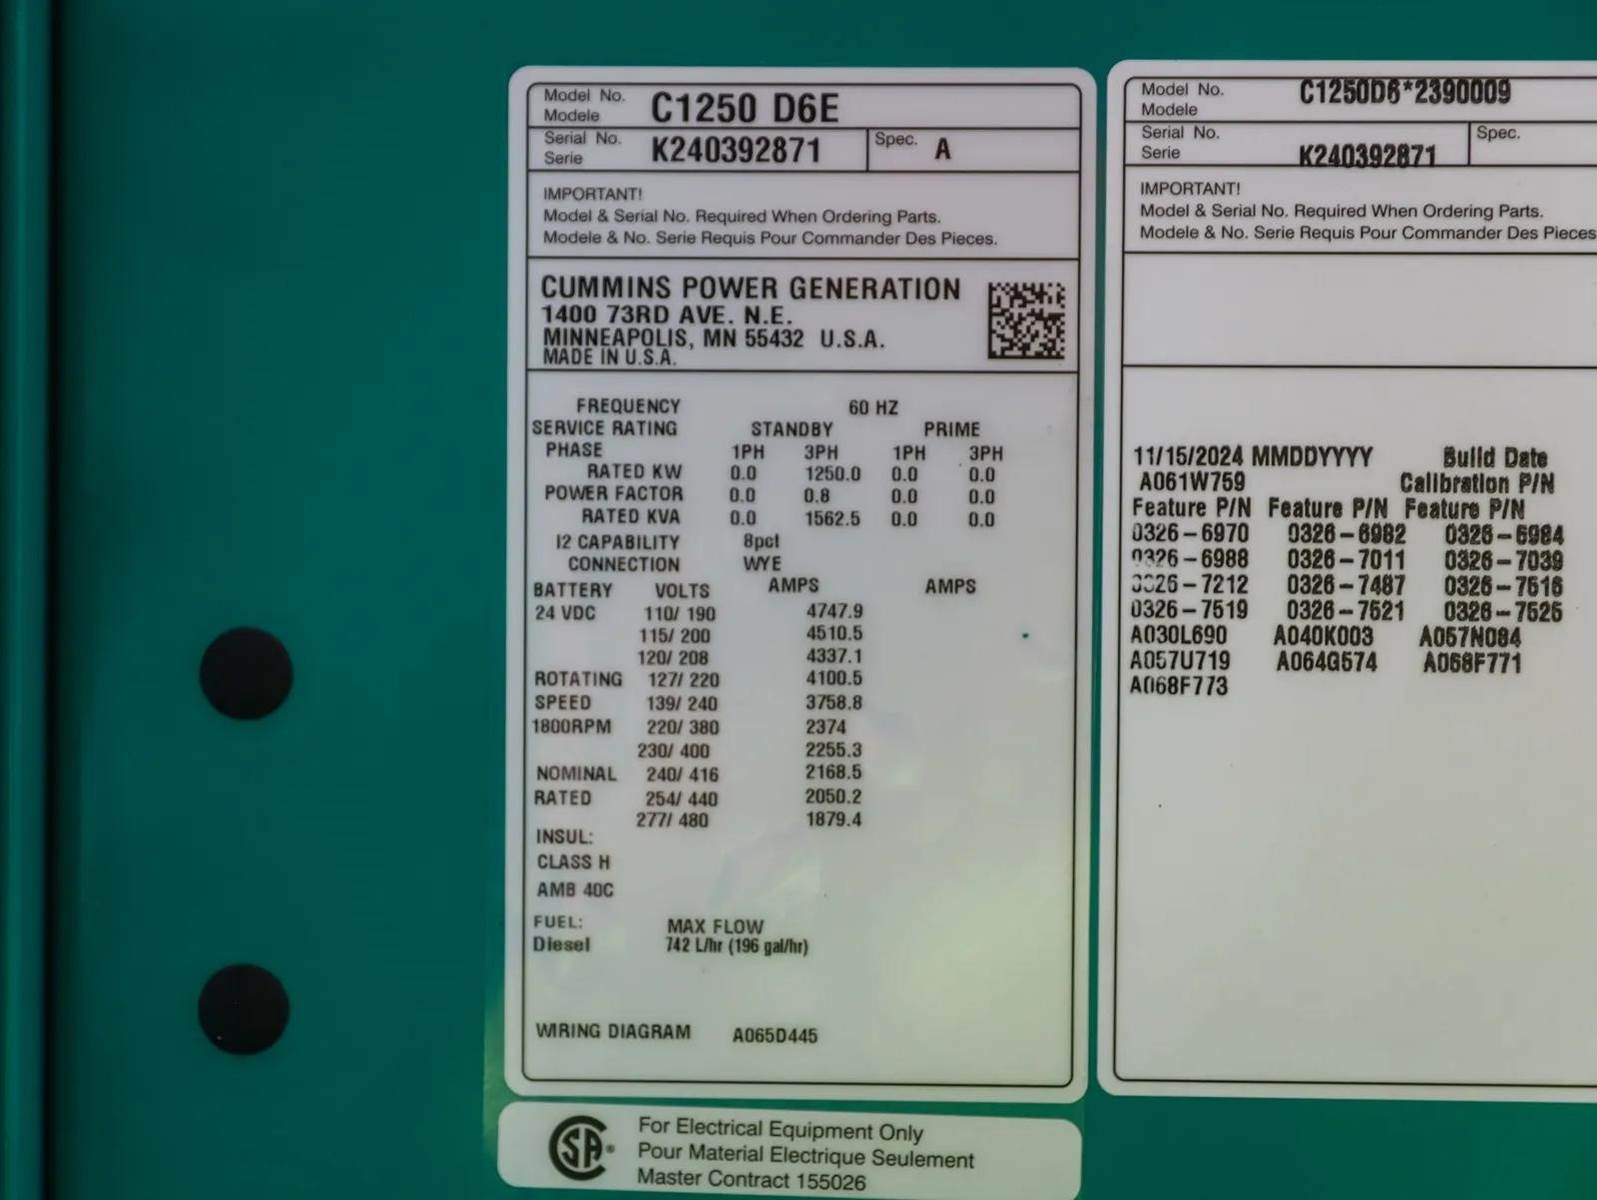 Model No. Modele C1250 D6E
Serial No. Serie K240392871 Spec. A
IMPORTANT!
Model & Serial No. Required When Ordering Parts.
Modele & No. Serie Requis Pour Commander Des Pieces.
CUMMINS POWER GENERATION
1400 73RD AVE. N.E.
MINNEAPOLIS, MN 55432 U.S.A.
MADE IN U.S.A.
FREQUENCY 60 HZ
SERVICE RATING STANDBY PRIME
PHASE 1PH 3PH 1PH 3PH
RATED KW 0.0 1250.0 0.0 0.0
POWER FACTOR 0.0 0.8 0.0 0.0
RATED KVA 0.0 1562.5 0.0 0.0
I2 CAPABILITY 8pct
CONNECTION WYE
BATTERY VOLTS AMPS AMPS
24 VDC 110/ 190 4747.9
115/ 200 4510.5
120/ 208 4337.1
ROTATING 127/ 220 4100.5
SPEED 139/ 240 3758.8
1800RPM 220/ 380 2374
230/ 400 2255.3
NOMINAL 240/ 416 2168.5
RATED 254/ 440 2050.2
277/ 480 1879.4
INSUL:
CLASS H
AMB 40C
FUEL: MAX FLOW
Diesel 742 L/hr (196 gal/hr)
WIRING DIAGRAM A065D445
CSA
For Electrical Equipment Only
Pour Material Electrique Seulement
Master Contract 155026
Model No. Modele C1250D6*2390009
Serial No. Serie K240392871 Spec.
IMPORTANT!
Model & Serial No. Required When Ordering Parts.
Modele & No. Serie Requis Pour Commander Des Pieces
11/15/2024 MMDDYYYY Build Date
A061W759 Calibration P/N
Feature P/N Feature P/N Feature P/N
0326-6970 0326-6982 0326-6984
0326-6988 0326-7011 0326-7039
0326-7212 0326-7487 0326-7516
0326-7519 0326-7521 0326-7525
A030L690 A040K003 A057N084
A057U719 A064G574 A068F771
A068F773